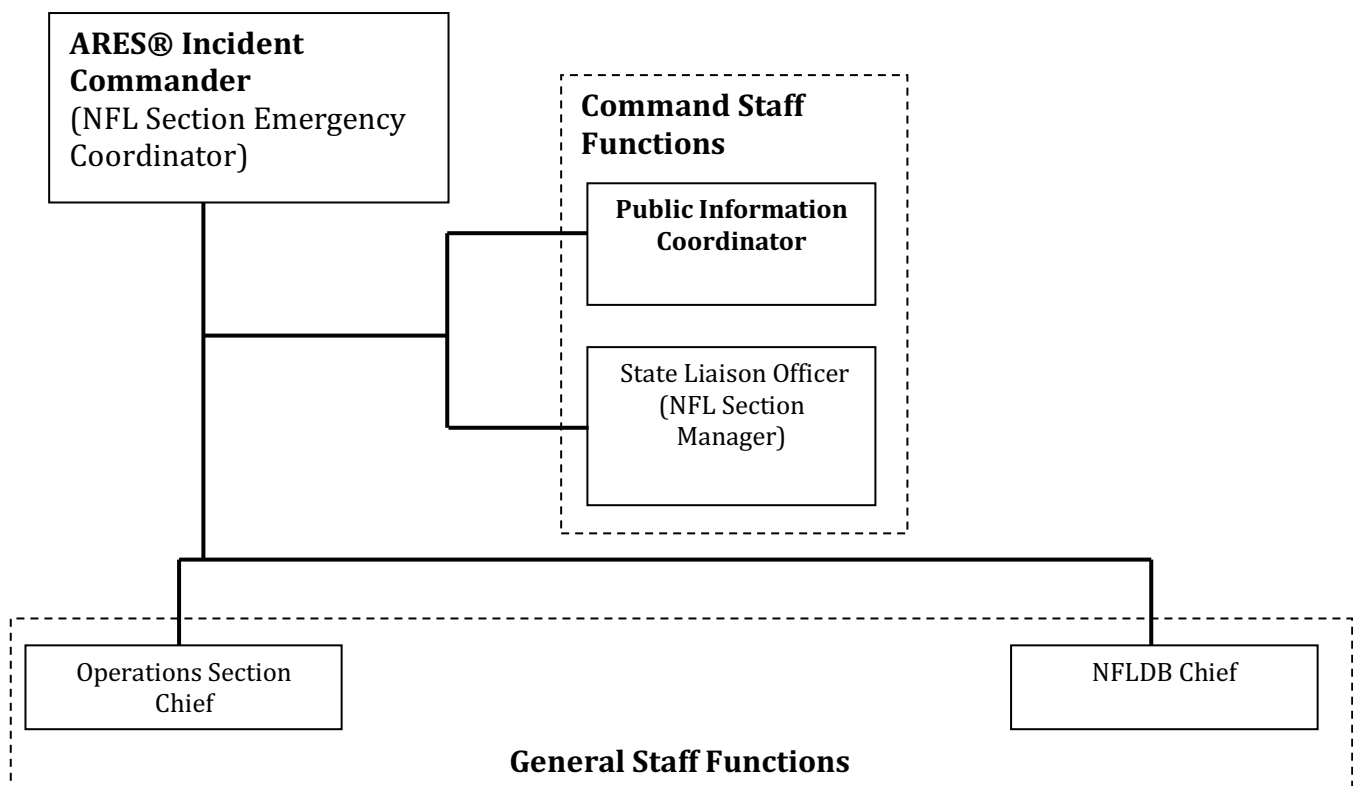 ARES® Incident
Commander
(NFL Section Emergency
Coordinator)
Command Staff
Functions
Public Information
Coordinator
State Liaison Officer
(NFL Section
Manager)
Operations Section
Chief
NFLDB Chief
General Staff Functions